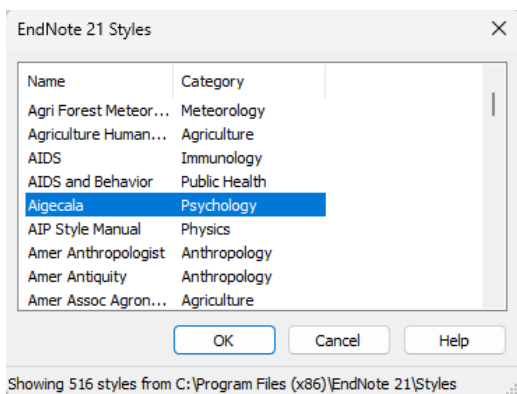 EndNote 21 Styles
Name Category
Agri Forest Meteor... Meteorology
Agriculture Human... Agriculture
AIDS Immunology
AIDS and Behavior Public Health
Aigecala Psychology
AIP Style Manual Physics
Amer Anthropologist Anthropology
Amer Antiquity Anthropology
Amer Assoc Agron... Agriculture
OK Cancel Help
Showing 516 styles from C:\Program Files (x86)\EndNote 21\Styles